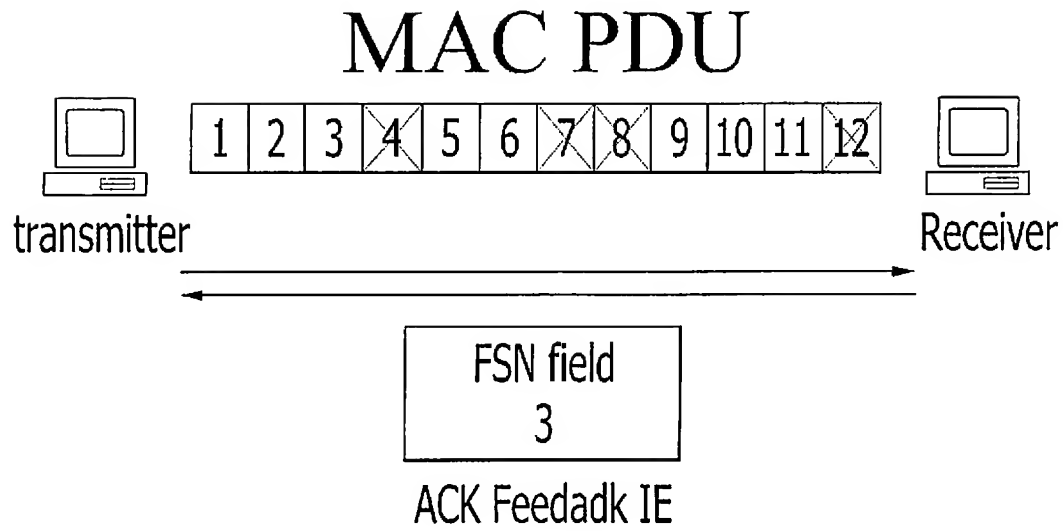 MAC PDU
1 2 3 4 5 6 7 8 9 10 11 12
transmitter
Receiver
FSN field
3
ACK Feedadk IE